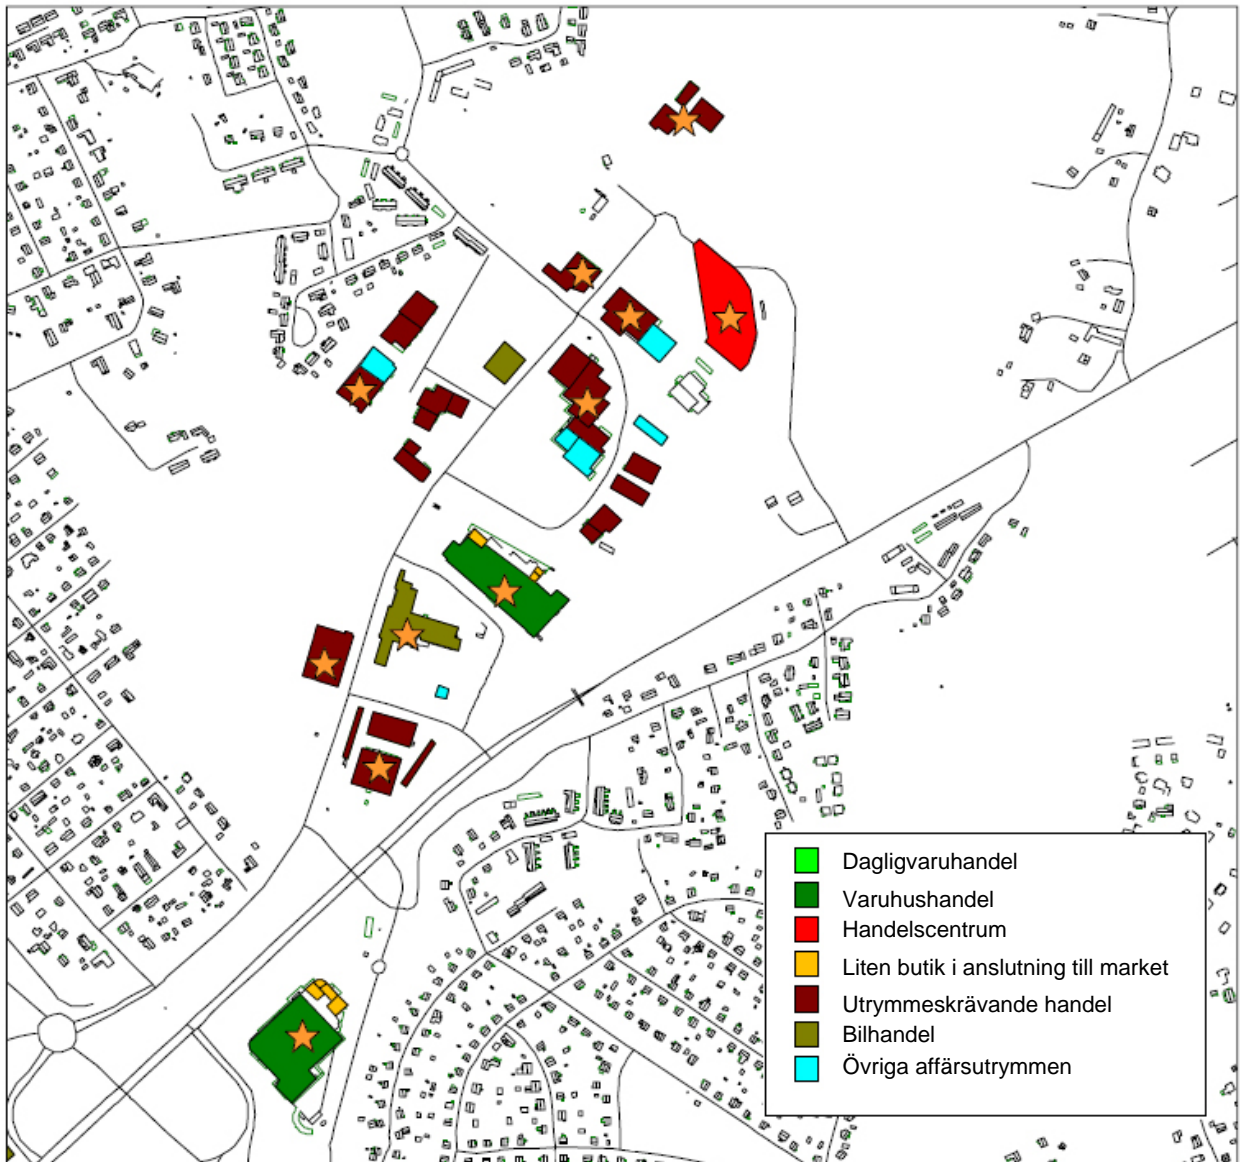 Dagligvaruhandel
Varuhushandel
Handelscentrum
Liten butik i anslutning till market
Utrymmeskrävande handel
Bilhandel
Övriga affärsutrymmen